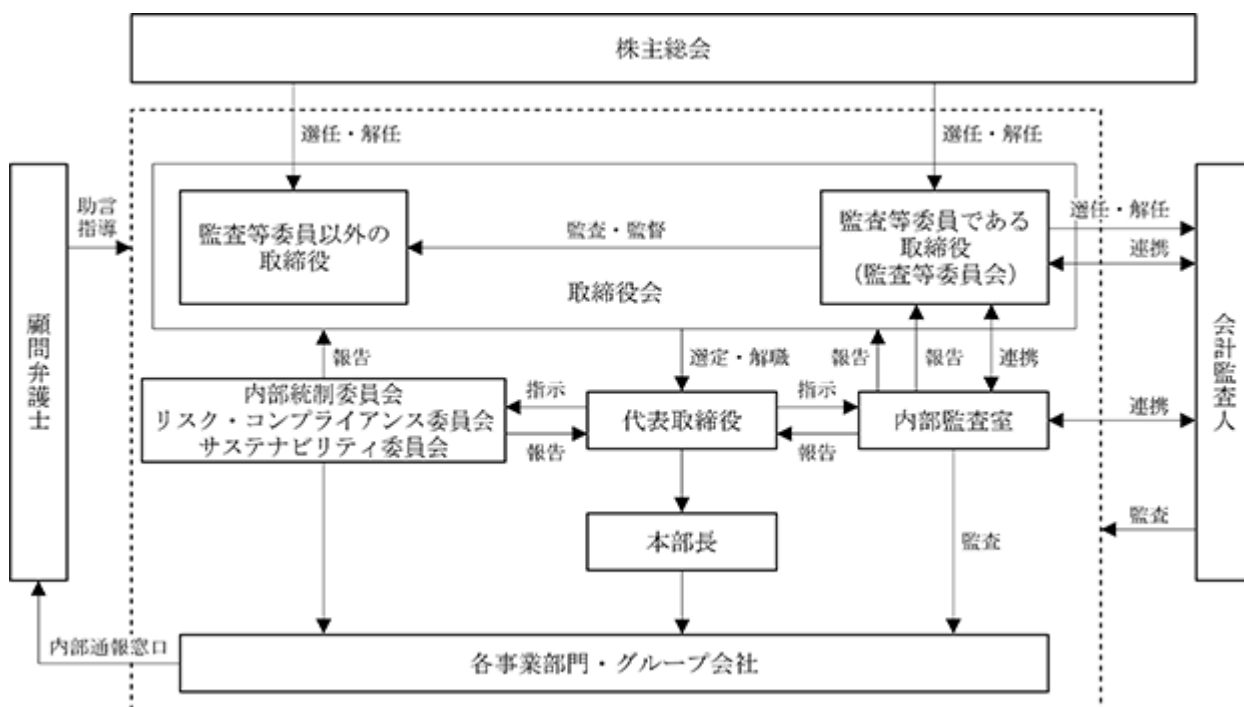 株主総会
選任・解任
選任・解任
助言
指導
監査等委員以外の
取締役
監査・監督
監査等委員である
取締役
（監査等委員会）
選任・解任
連携
取締役会
顧問弁護士
会計監査人
報告
選定・解職
報告
報告
連携
内部統制委員会
リスク・コンプライアンス委員会
サステナビリティ委員会
指示
報告
代表取締役
指示
報告
内部監査室
連携
本部長
監査
監査
内部通報窓口
各事業部門・グループ会社